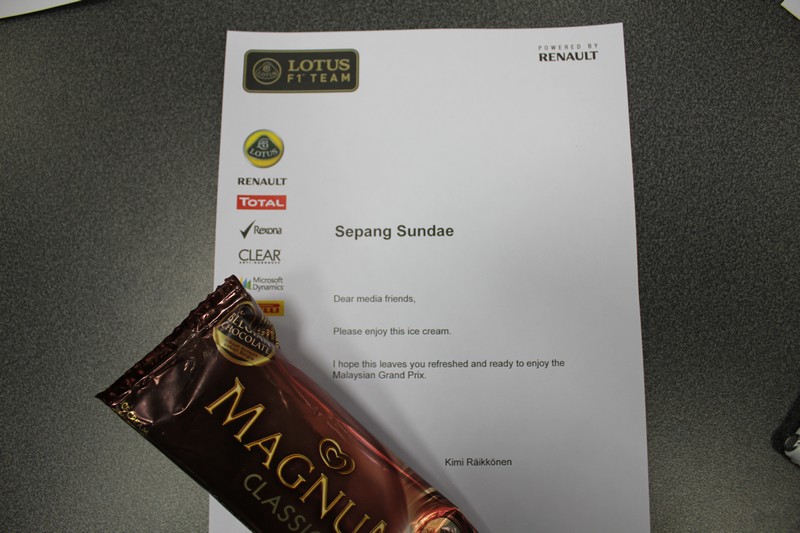 LOTUS
F1 TEAM
POWERED BY
RENAULT
LOTUS
RENAULT
TOTAL
Rexona
CLEAR
Microsoft
Dynamics
Sepang Sundae
Dear media friends,
Please enjoy this ice cream.
I hope this leaves you refreshed and ready to enjoy the
Malaysian Grand Prix.
Kimi Räikkönen
CHOCOLATE
MAGNUM
CLASSIC